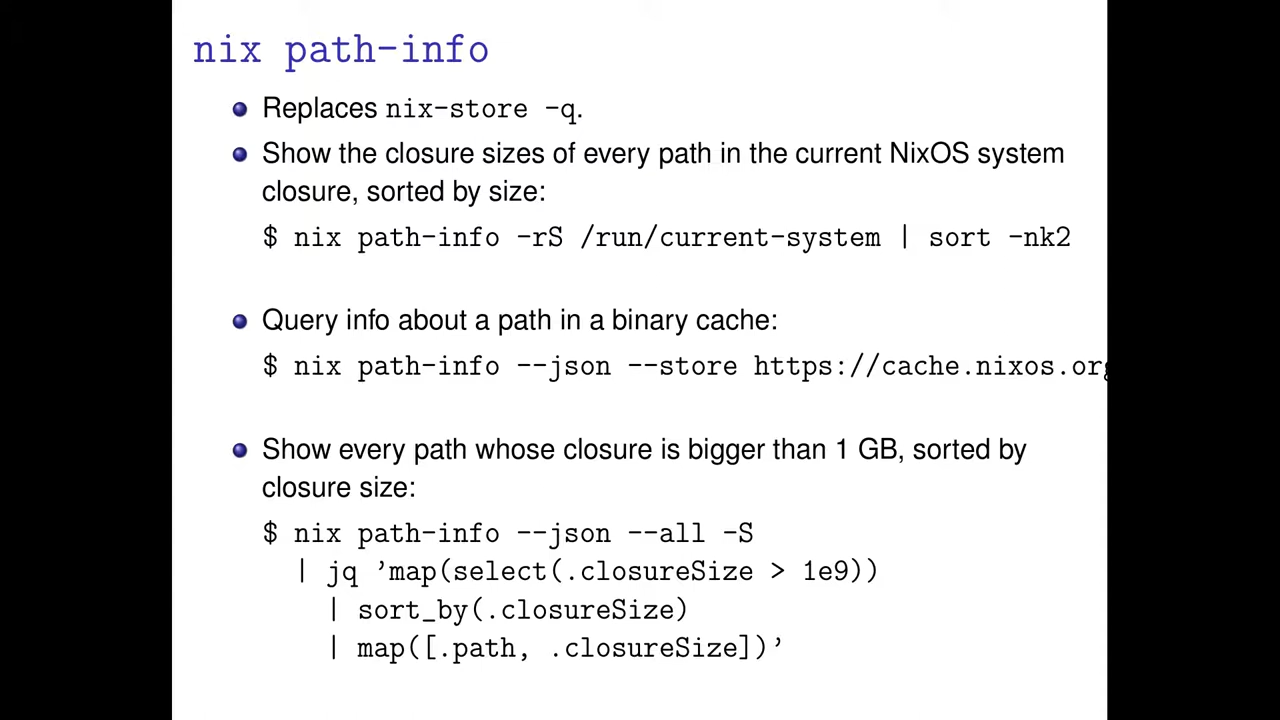 nix path-info
Replaces nix-store -q.
Show the closure sizes of every path in the current NixOS system
closure, sorted by size:
$ nix path-info -rS /run/current-system | sort -nk2
Query info about a path in a binary cache:
$ nix path-info --json --store https://cache.nixos.org
Show every path whose closure is bigger than 1 GB, sorted by
closure size:
$ nix path-info --json --all -S
| jq ’map(select(.closureSize > 1e9))
| sort_by(.closureSize)
| map([.path, .closureSize])’